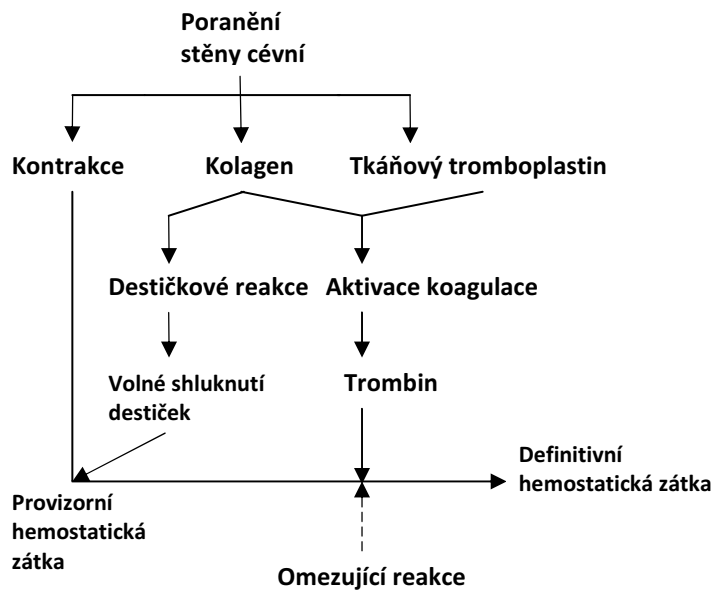 Poranění
stěny cévní
Kontrakce
Kolagen
Tkáňový tromboplastin
Destičkové reakce
Aktivace koagulace
Volné shluknutí
destiček
Trombin
Definitivní
hemostatická zátka
Provizorní
hemostatická
zátka
Omezující reakce